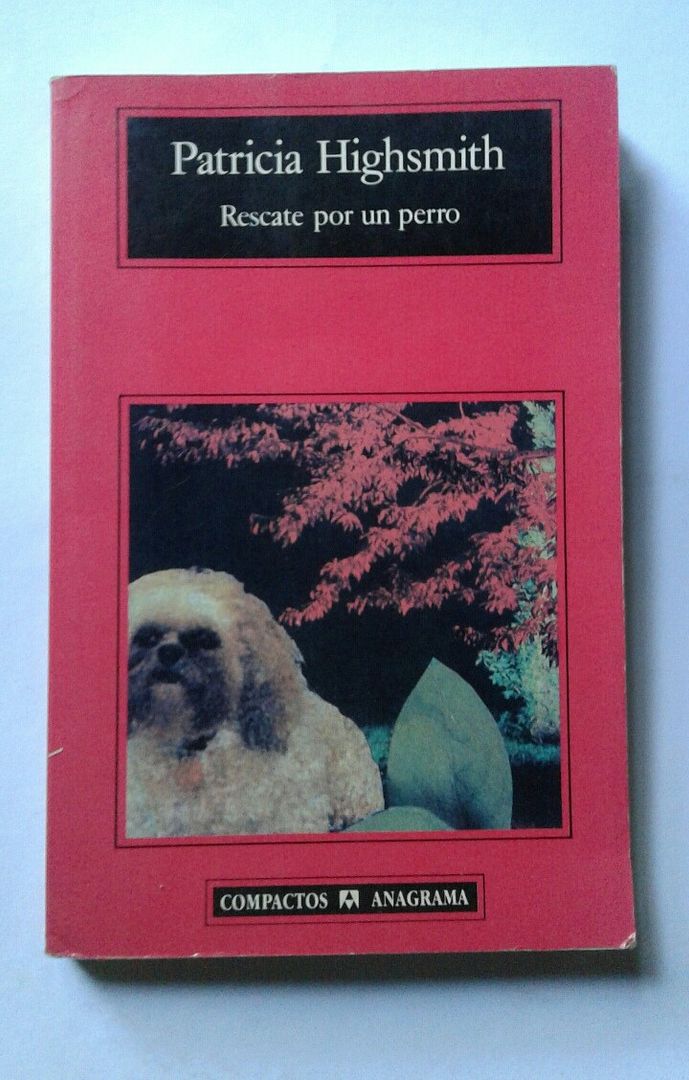 Patricia Highsmith
Rescate por un perro
COMPACTOS ANAGRAMA